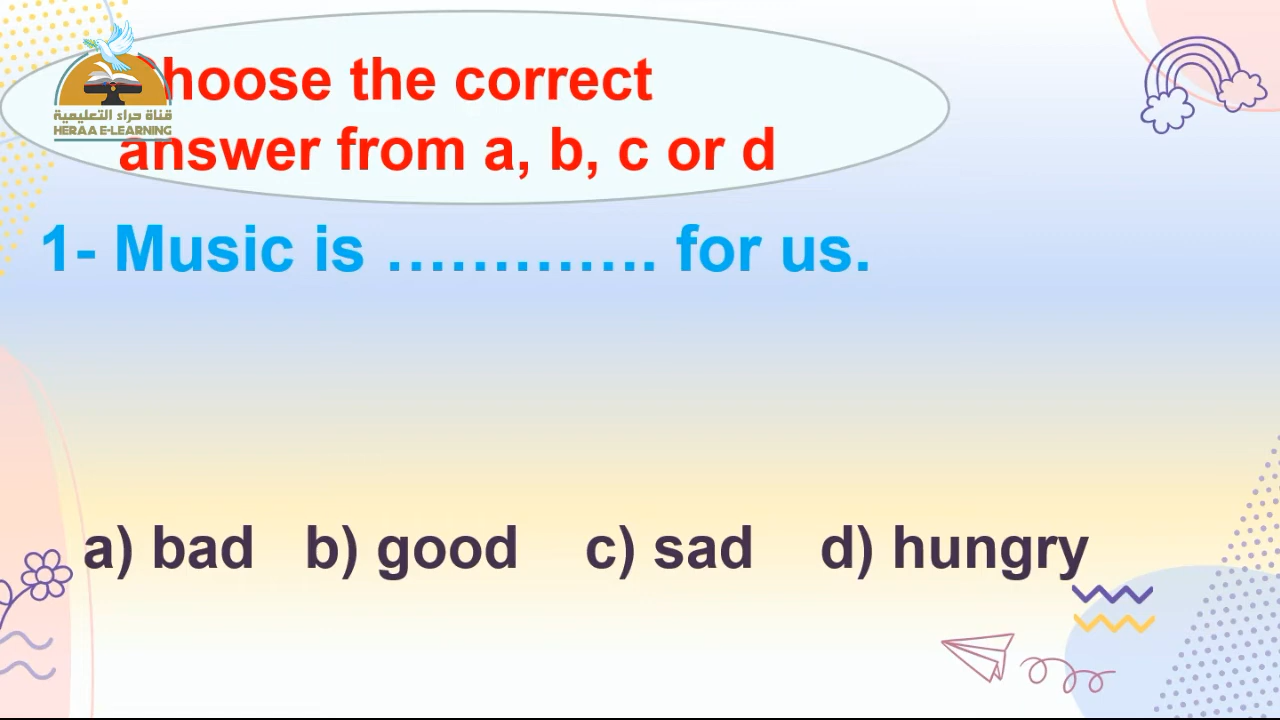 Choose the correct
answer from a, b, c or d
قناة حراء التعليمية
HERAA E-LEARNING
1- Music is …………. for us.
a) bad b) good c) sad d) hungry